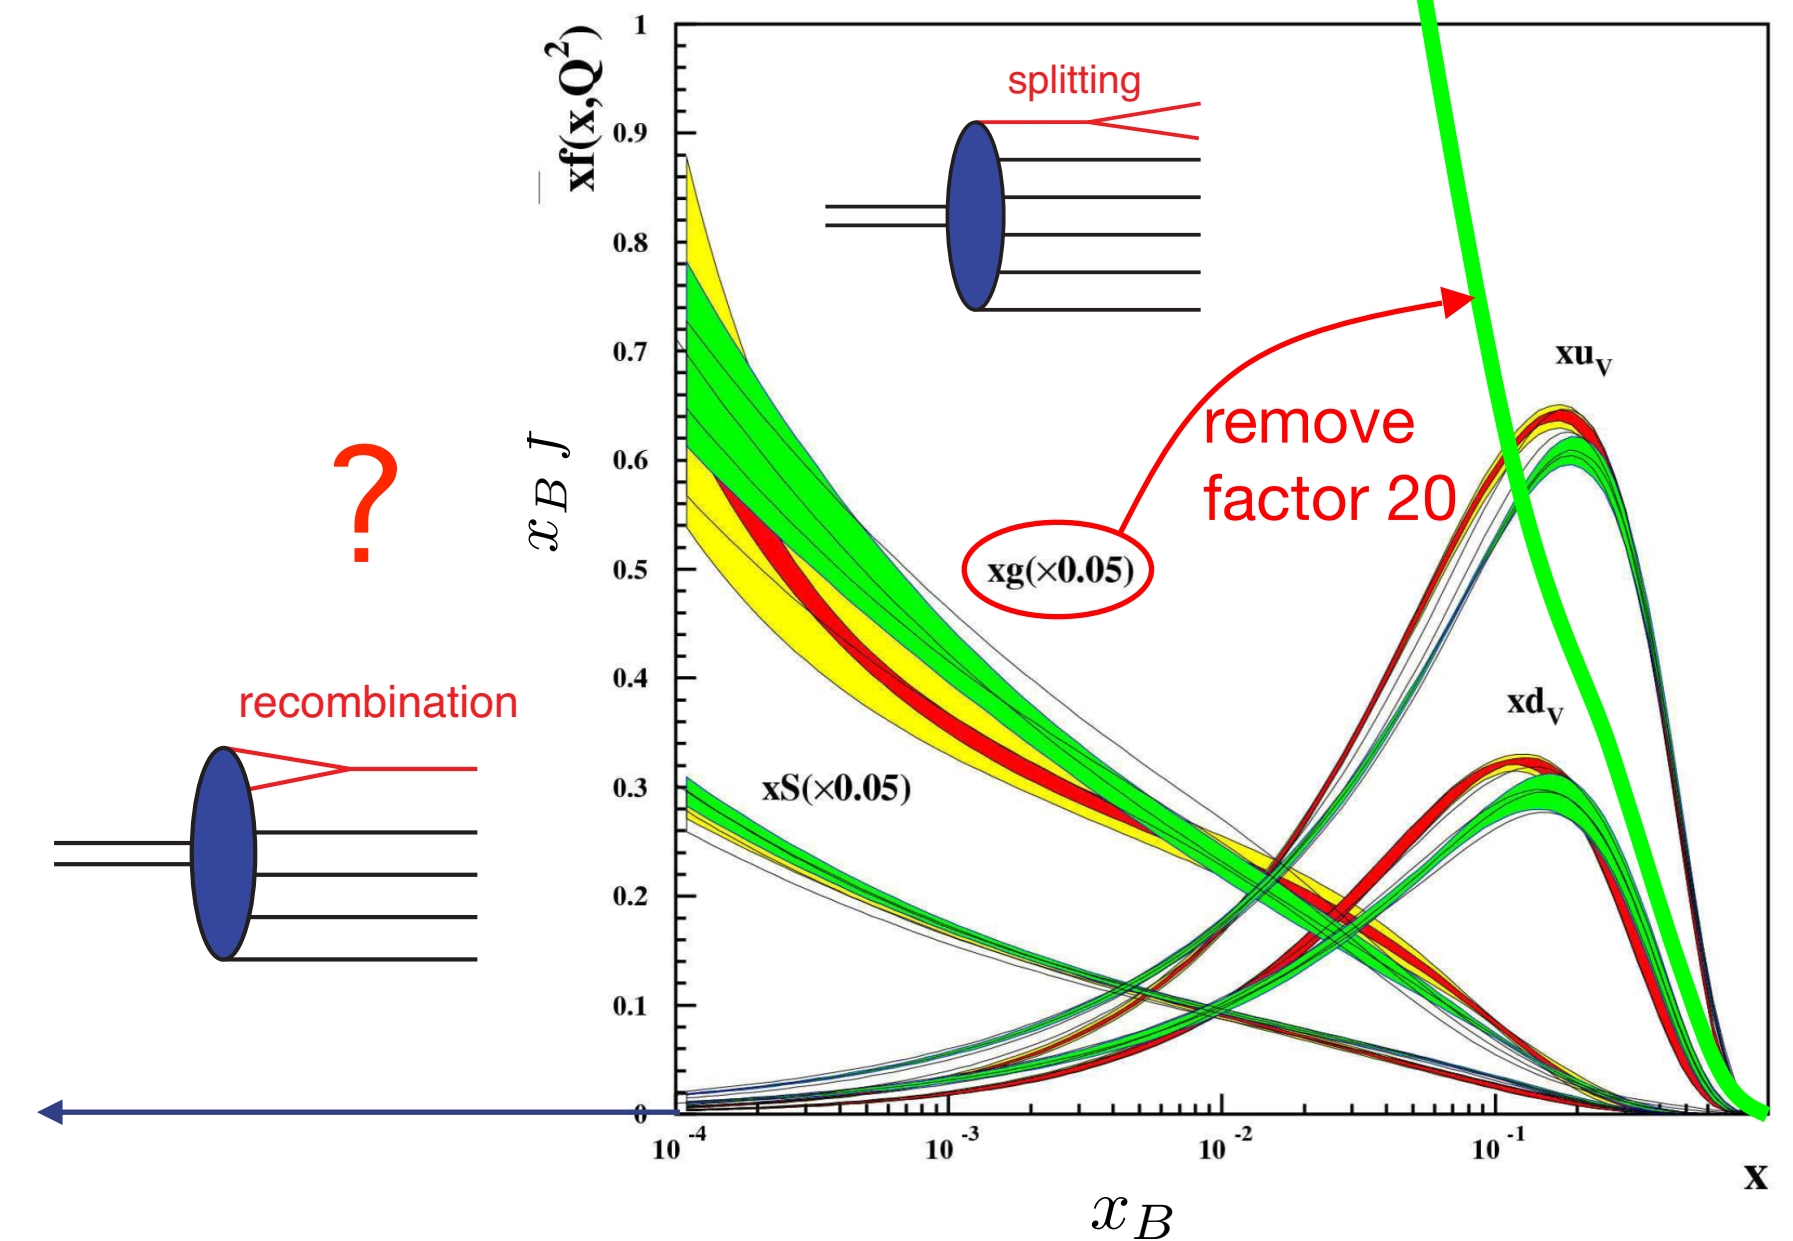 xf(x,Q²)
x_B f
1
0.9
0.8
0.7
0.6
0.5
0.4
0.3
0.2
0.1
0
splitting
xu_V
remove
factor 20
xg(×0.05)
?
xd_V
recombination
xS(×0.05)
10^-4
10^-3
10^-2
10^-1
x
x_B